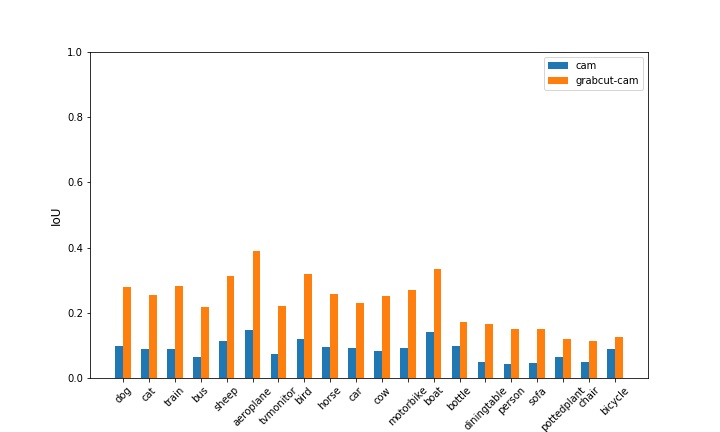 1.0
0.8
0.6
0.4
0.2
0.0
IoU
cam
grabcut-cam
dog
cat
train
bus
sheep
aeroplane
tvmonitor
bird
horse
car
cow
motorbike
boat
bottle
diningtable
person
sofa
pottedplant
chair
bicycle